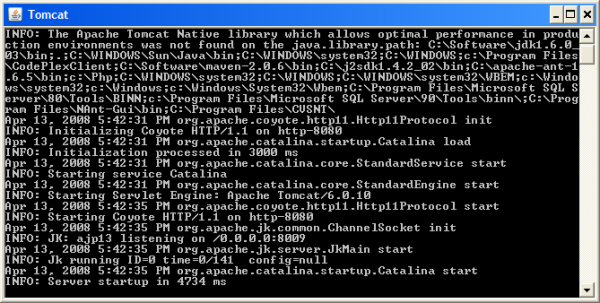 Tomcat
INFO: The Apache Tomcat Native library which allows optimal performance in produ
ction environments was not found on the java.library.path: C:\Software\jdk1.6.0_
03\bin;.;C:\WINDOWS\Sun\Java\bin;C:\WINDOWS\system32;C:\WINDOWS;c:\Program Files
\CodePlexClient;C:\Software\maven-2.0.6\bin;C:\j2sdk1.4.2_02\bin;C:\apache-ant-1
.6.5\bin;c:\Php;C:\WINDOWS\system32;C:\WINDOWS;C:\WINDOWS\system32\WBEM;c:\Windo
ws\system32;c:\Windows;c:\Windows\System32\Wbem;C:\Program Files\Microsoft SQL S
erver\80\Tools\BINN;c:\Program Files\Microsoft SQL Server\90\Tools\binn\;C:\Prog
ram Files\NAnt-Gui\bin;C:\Program Files\CVSNT\
Apr 13, 2008 5:42:31 PM org.apache.coyote.http11.Http11Protocol init
INFO: Initializing Coyote HTTP/1.1 on http-8080
Apr 13, 2008 5:42:31 PM org.apache.catalina.startup.Catalina load
INFO: Initialization processed in 3000 ms
Apr 13, 2008 5:42:31 PM org.apache.catalina.core.StandardService start
INFO: Starting service Catalina
Apr 13, 2008 5:42:31 PM org.apache.catalina.core.StandardEngine start
INFO: Starting Servlet Engine: Apache Tomcat/6.0.10
Apr 13, 2008 5:42:35 PM org.apache.coyote.http11.Http11Protocol start
INFO: Starting Coyote HTTP/1.1 on http-8080
Apr 13, 2008 5:42:35 PM org.apache.jk.common.ChannelSocket init
INFO: JK: ajp13 listening on /0.0.0.0:8009
Apr 13, 2008 5:42:35 PM org.apache.jk.server.JkMain start
INFO: Jk running ID=0 time=0/141  config=null
Apr 13, 2008 5:42:35 PM org.apache.catalina.startup.Catalina start
INFO: Server startup in 4734 ms